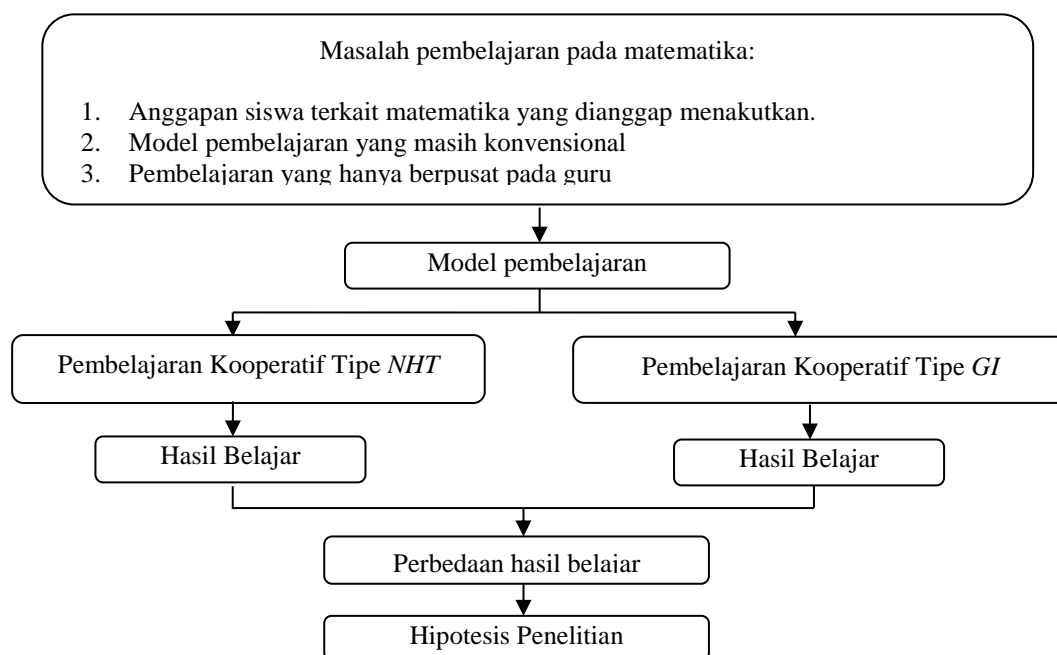 Masalah pembelajaran pada matematika:
1. Anggapan siswa terkait matematika yang dianggap menakutkan.
2. Model pembelajaran yang masih konvensional
3. Pembelajaran yang hanya berpusat pada guru
Model pembelajaran
Pembelajaran Kooperatif Tipe NHT
Pembelajaran Kooperatif Tipe GI
Hasil Belajar
Hasil Belajar
Perbedaan hasil belajar
Hipotesis Penelitian